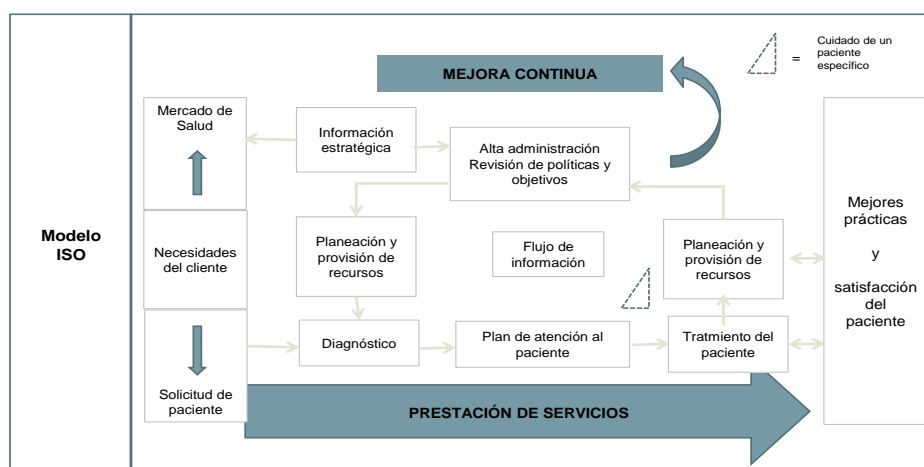 Modelo
ISO
Mercado de
Salud
Necesidades
del cliente
Solicitud de
paciente
Información
estratégica
MEJORA CONTINUA
=
Cuidado de un
paciente
específico
Alta administración
Revisión de políticas y
objetivos
Planeación y
provisión de
recursos
Flujo de
información
Planeación y
provisión de
recursos
Diagnóstico
Plan de atención al
paciente
Tratmiento del
paciente
Mejores
prácticas
y
satisfacción
del
paciente
PRESTACIÓN DE SERVICIOS